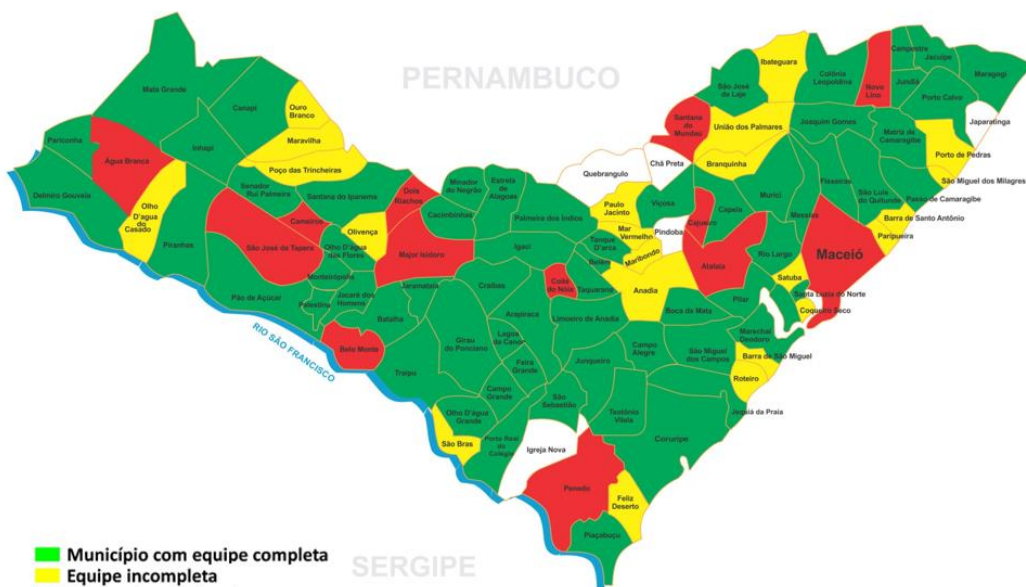 PERNAMBUCO
Mata Grande
Canapi
Ouro
Branco
Maravilha
Inhapi
Pariconha
Água Branca
Delmiro Gouveia
Olho
D'agua do
Casado
Piranhas
Poço das Trincheiras
Senador
Rui Palmeira
Santana do Ipanema
Dois
Riachos
Carneiros
São José da Tapera
Olivença
Olho D'água
das Flores
Major Isidoro
Cacimbinhas
Minador
do Negrão
Estrela
de
Alagoas
Palmeira dos Índios
Igaci
Monteirópolis
Pão de Açúcar
Palestina
Jacaré dos
Homens
Jaramataia
Batalha
Belo Monte
Craíbas
Coité
do Nóia
Taquarana
Arapiraca
Limoeiro de Anadia
Girau
do Ponciano
Lagoa
da Canoa
Feira
Grande
Traipu
Campo
Grande
Olho D'água
Grande
São Bras
Porto Real
do
Colégio
São
Sebastião
Junqueiro
Igreja Nova
Penedo
Piaçabuçu
Feliz
Deserto
Coruripe
Teotônio
Vilela
Campo
Alegre
São Miguel
dos Campos
Jequiá da Praia
Roteiro
Barra de São Miguel
Marechal
Deodoro
Boca da Mata
Pilar
Anadia
Maribondo
Belém
Tanque
D'arca
Mar
Vermelho
Paulo
Jacinto
Quebrangulo
Chã Preta
Viçosa
Pindoba
Cajueiro
Capela
Atalaia
Murici
Branquinha
União dos Palmares
Santana
do
Mundaú
São José
da Laje
Ibateguara
Colônia
Leopoldina
Novo
Lino
Campestre
Jacuípe
Jundiá
Maragogi
Porto Calvo
Japaratinga
Joquim Gomes
Matriz de
Camaragibe
Porto de Pedras
São Miguel dos Milagres
Flexeiras
São Luis
do Quitunde
Passo de Camaragibe
Barra de Santo Antônio
Paripueira
Messias
Rio Largo
Maceió
Satuba
Santa Luzia do Norte
Coqueiro Seco
RIO SÃO FRANCISCO
SERGIPE
Município com equipe completa
Equipe incompleta